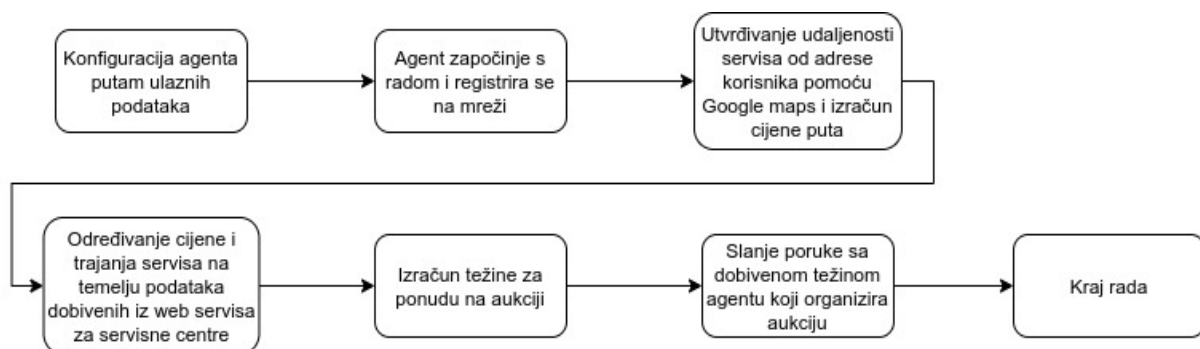 Konfiguracija agenta
putam ulaznih
podataka
Agent započinje s
radom i registrira se
na mreži
Utvrđivanje udaljenosti
servisa od adrese
korisnika pomoću
Google maps i izračun
cijene puta
Određivanje cijene i
trajanja servisa na
temelju podataka
dobivenih iz web servisa
za servisne centre
Izračun težine za
ponudu na aukciji
Slanje poruke sa
dobivenom težinom
agentu koji organizira
aukciju
Kraj rada